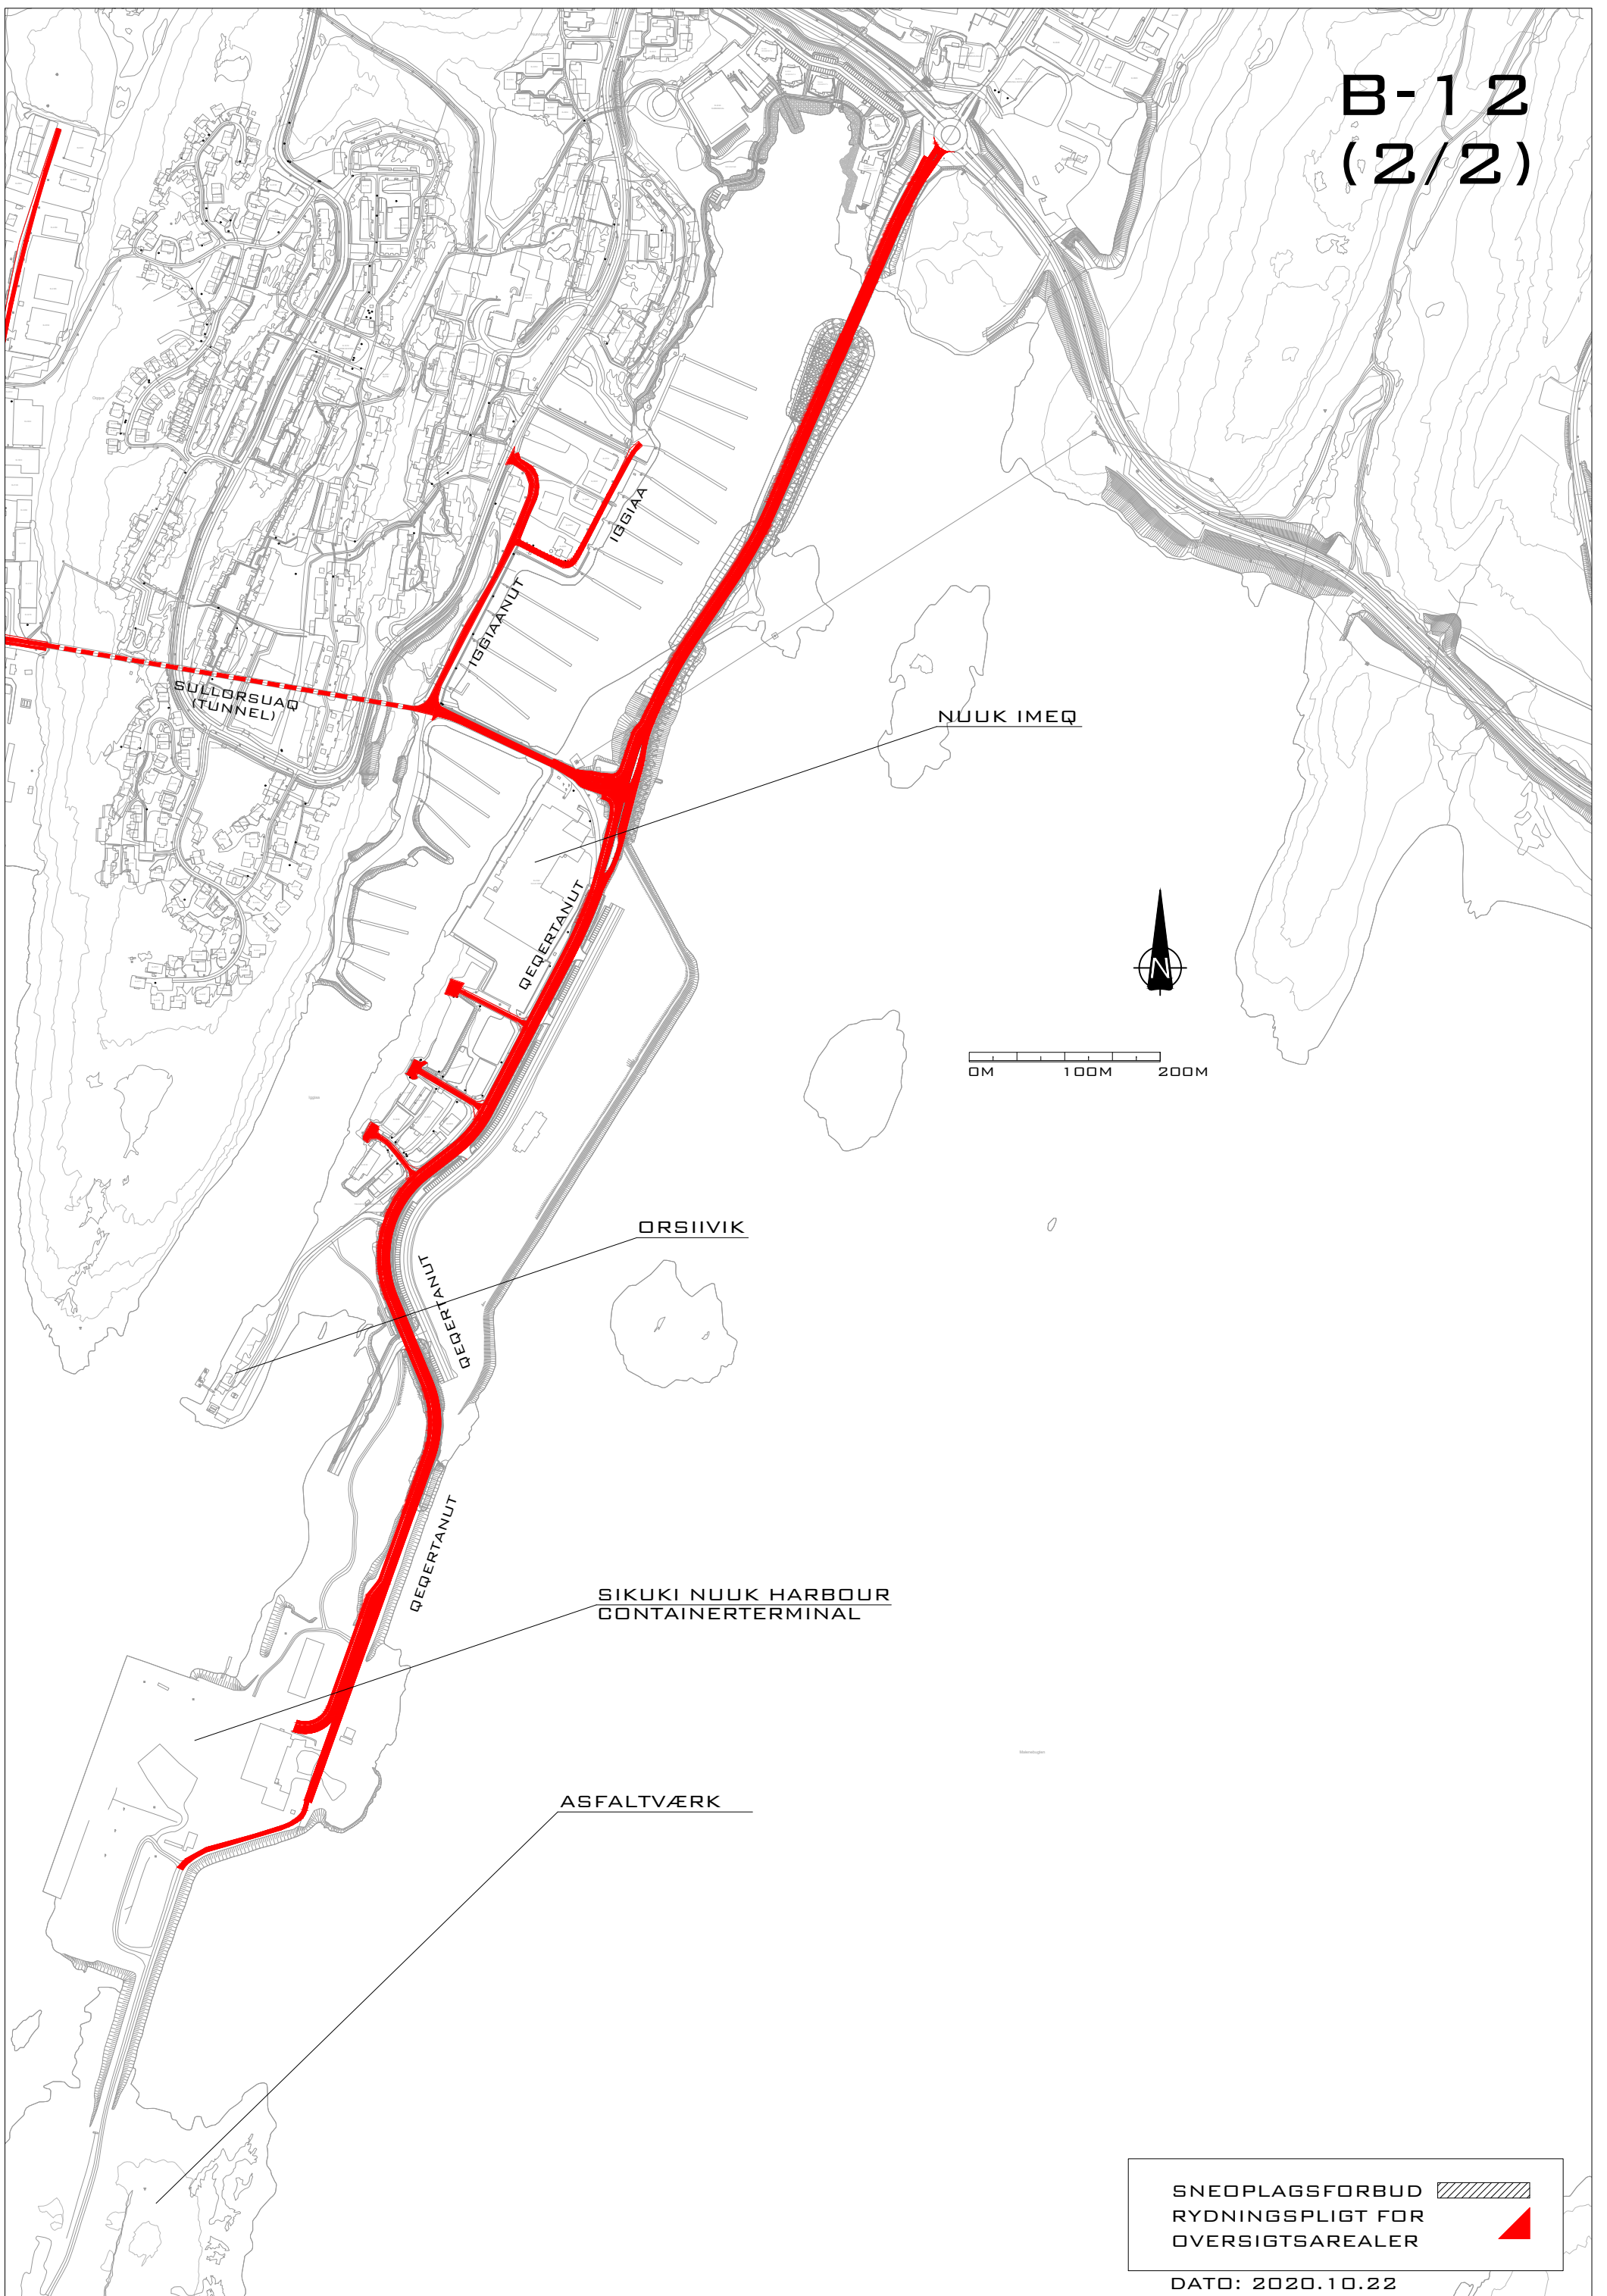 B-12
(2/2)
IGGIAA
IGGIAANUT
SULLORSUAQ
(TUNNEL)
NUUK IMEQ
QEQERTANUT
N
0M 100M 200M
ORSIIVIK
QEQERTANUT
QEQERTANUT
SIKUKI NUUK HARBOUR
CONTAINERTERMINAL
ASFALTVÆRK
SNEOPLAGSFORBUD
RYDNINGSPLIGT FOR
OVERSIGTSAREALER
DATO: 2020.10.22